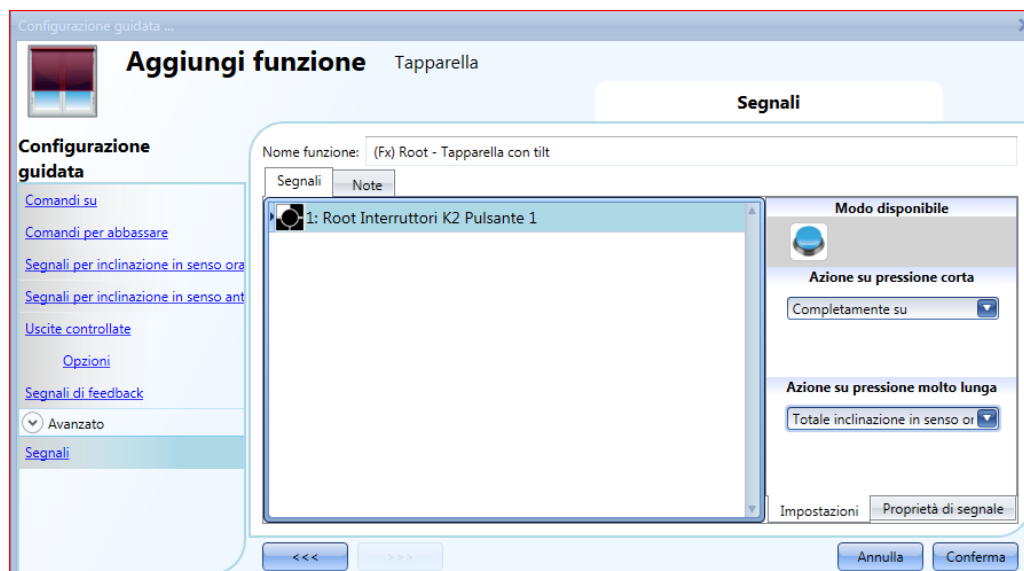 Configurazione guidata ...
Aggiungi funzione Tapparella
Segnali
Configurazione
guidata
Comandi su
Comandi per abbassare
Segnali per inclinazione in senso ora
Segnali per inclinazione in senso ant
Uscite controllate
Opzioni
Segnali di feedback
Avanzato
Segnali
Nome funzione: (Fx) Root - Tapparella con tilt
Segnali Note
1: Root Interruttori K2 Pulsante 1
Modo disponibile
Azione su pressione corta
Completamente su
Azione su pressione molto lunga
Totale inclinazione in senso or
Impostazioni Proprietà di segnale
<<< >>> Annulla Conferma